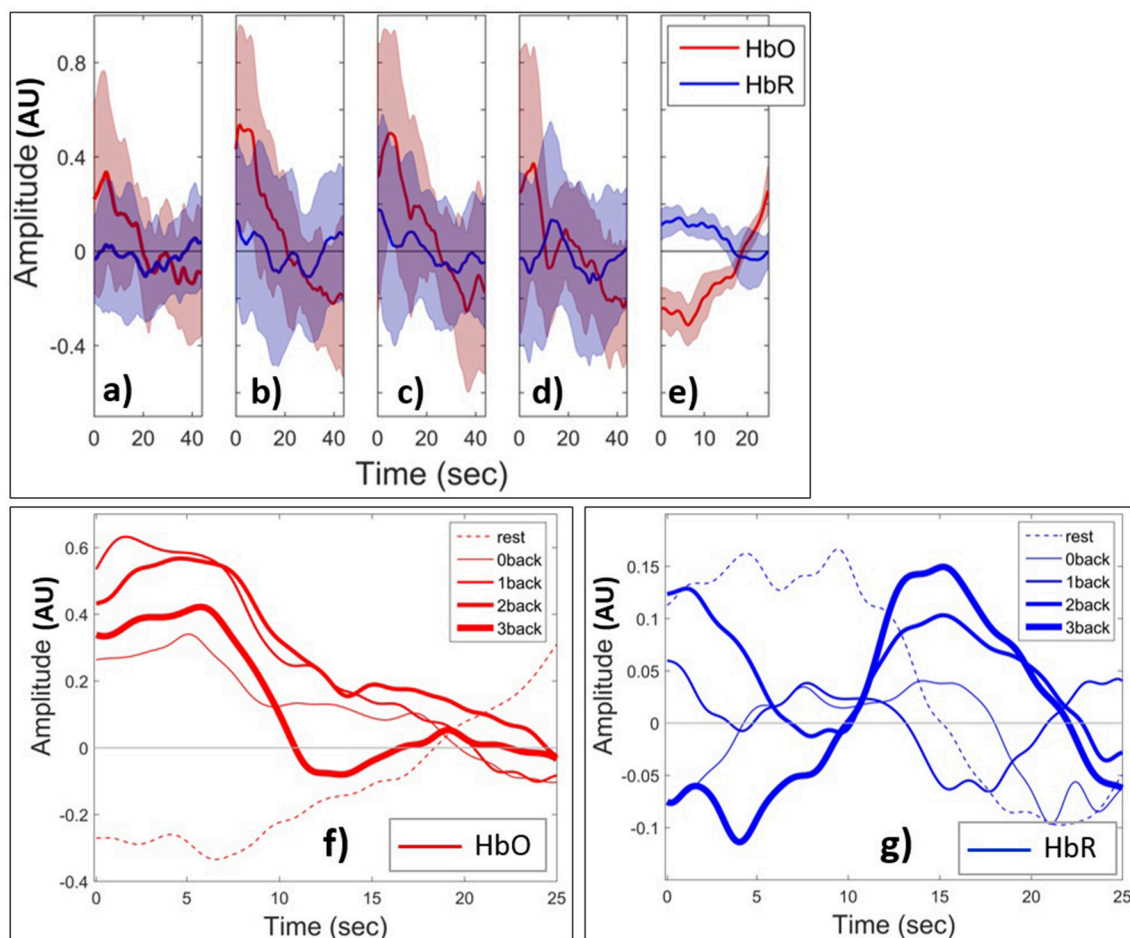 HbO
HbR
Amplitude (AU)
0.8
0.4
0
-0.4
a)
b)
c)
d)
e)
0 20 40
0 20 40
0 20 40
0 20 40
0 10 20
Time (sec)
Amplitude (AU)
0.6
0.4
0.2
0
-0.2
-0.4
rest
0back
1back
2back
3back
f)
HbO
0 5 10 15 20 25
Time (sec)
Amplitude (AU)
0.15
0.1
0.05
0
-0.05
-0.1
rest
0back
1back
2back
3back
g)
HbR
0 5 10 15 20 25
Time (sec)